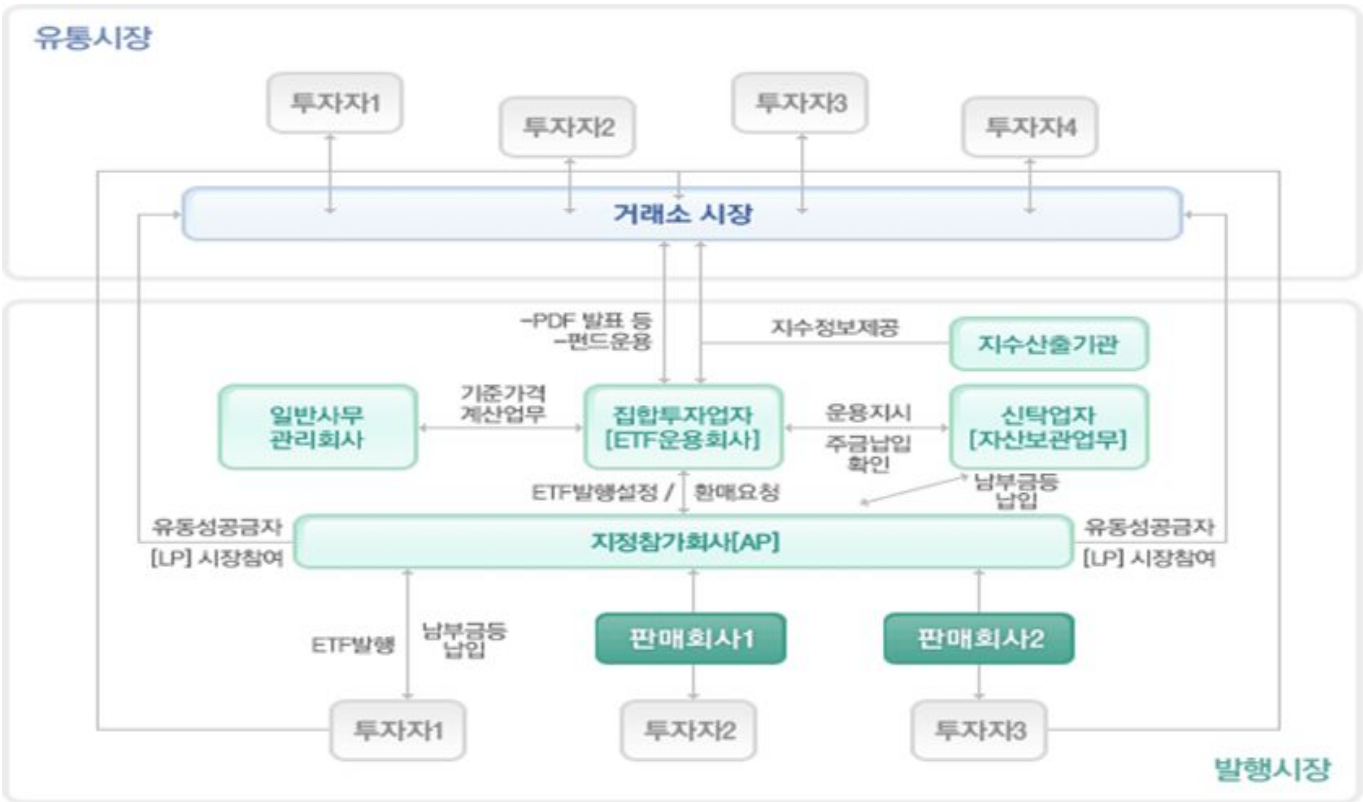 유통시장
투자자1
투자자2
투자자3
투자자4
거래소 시장
-PDF 발표 등
-펀드운용
지수정보제공
지수산출기관
일반사무
관리회사
기준가격
계산업무
집합투자업자
[ETF운용회사]
운용지시
주금납입
확인
신탁업자
[자산보관업무]
ETF발행설정 / 환매요청
남부금등
납입
유동성공금자
[LP] 시장참여
지정참가회사[AP]
유동성공금자
[LP] 시장참여
ETF발행
남부금등
납입
판매회사1
판매회사2
투자자1
투자자2
투자자3
발행시장